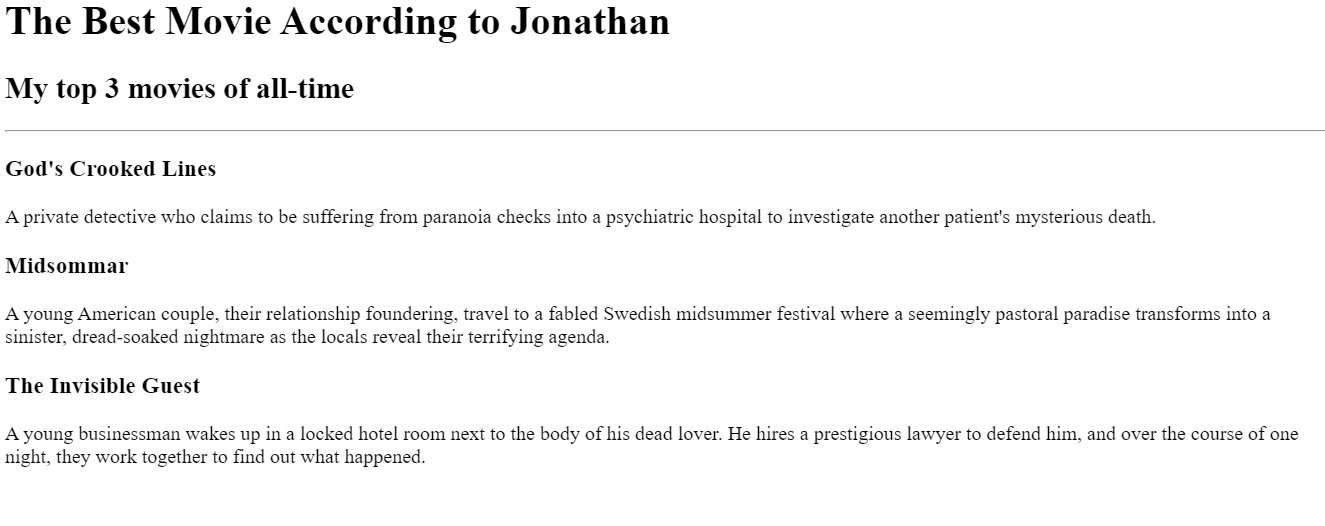 The Best Movie According to Jonathan
My top 3 movies of all-time
God's Crooked Lines
A private detective who claims to be suffering from paranoia checks into a psychiatric hospital to investigate another patient's mysterious death.
Midsommar
A young American couple, their relationship foundering, travel to a fabled Swedish midsummer festival where a seemingly pastoral paradise transforms into a
sinister, dread-soaked nightmare as the locals reveal their terrifying agenda.
The Invisible Guest
A young businessman wakes up in a locked hotel room next to the body of his dead lover. He hires a prestigious lawyer to defend him, and over the course of one
night, they work together to find out what happened.